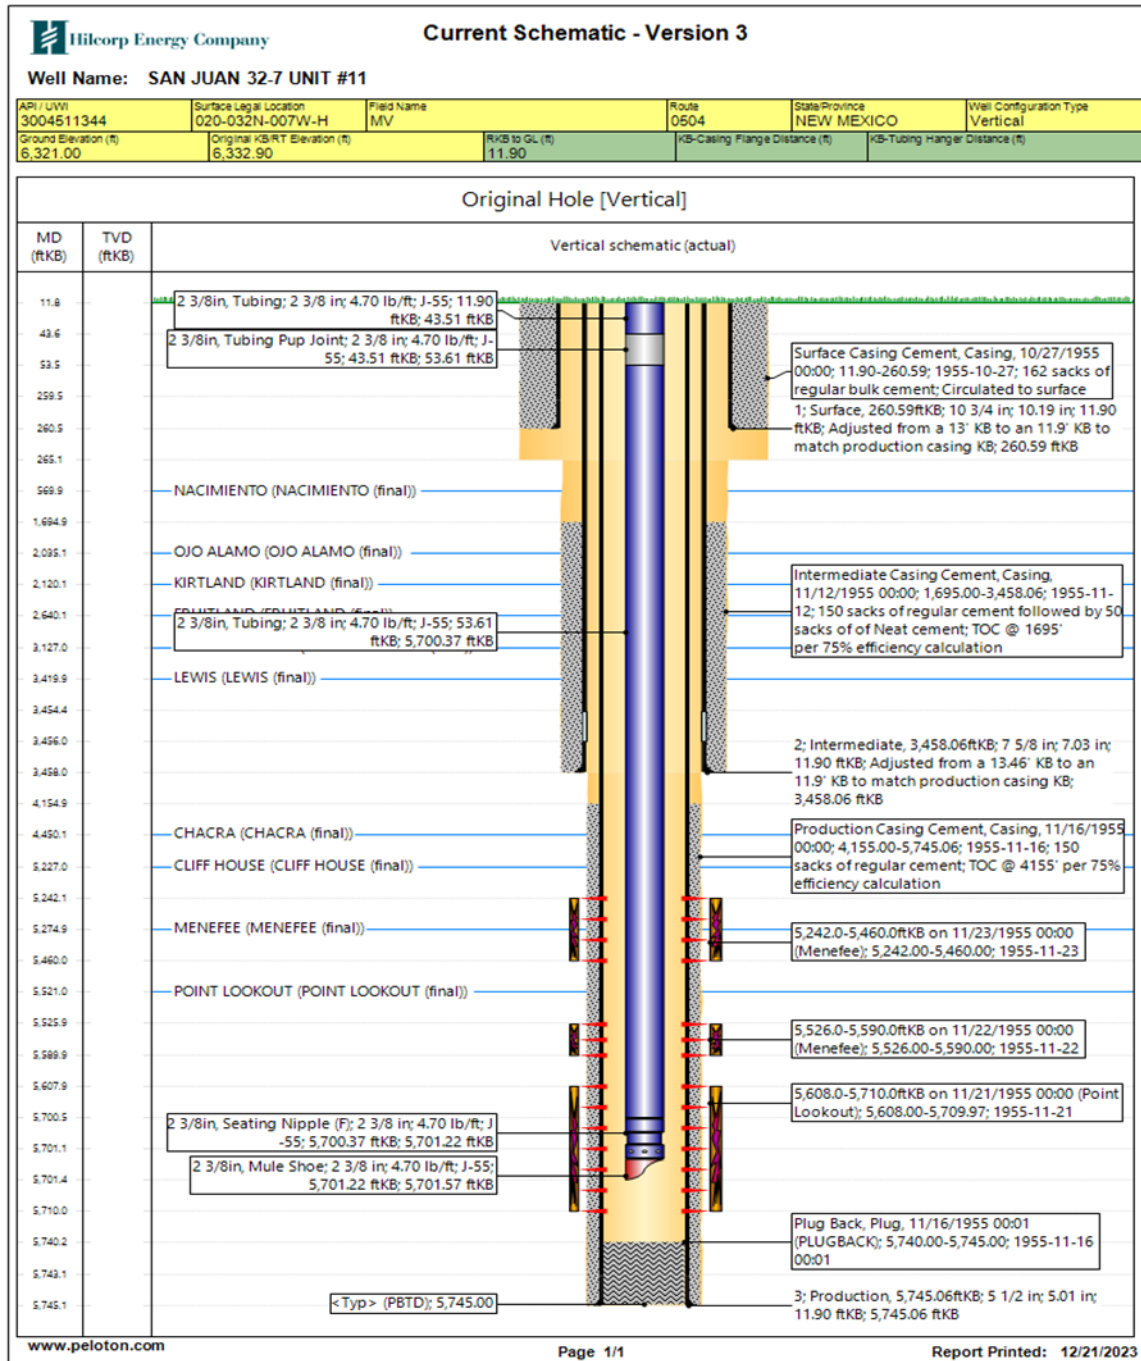 Hilcorp Energy Company
Current Schematic - Version 3
Well Name: SAN JUAN 32-7 UNIT #11
API / UWI
3004511344
Surface Legal Location
020-032N-007W-H
Field Name
MV
Route
0504
State/Province
NEW MEXICO
Well Configuration Type
Vertical
Ground Elevation (ft)
6,321.00
Original KB/RT Elevation (ft)
6,332.90
RKB to GL (ft)
11.90
KB-Casing Flange Distance (ft)
KB-Tubing Hanger Distance (ft)
Original Hole [Vertical]
MD
(ftKB)
TVD
(ftKB)
Vertical schematic (actual)
11.8
43.6
53.5
259.5
260.5
265.1
569.9
1,694.9
2,035.1
2,120.1
2,640.1
3,127.0
3,419.9
3,454.4
3,456.0
3,458.0
4,154.9
4,450.1
5,227.0
5,242.1
5,274.9
5,460.0
5,521.0
5,525.9
5,589.9
5,607.9
5,700.5
5,701.1
5,701.4
5,710.0
5,740.2
5,743.1
5,745.1
2 3/8in, Tubing; 2 3/8 in; 4.70 lb/ft; J-55; 11.90
ftKB; 43.51 ftKB
2 3/8in, Tubing Pup Joint; 2 3/8 in; 4.70 lb/ft; J-
55; 43.51 ftKB; 53.61 ftKB
Surface Casing Cement, Casing, 10/27/1955
00:00; 11.90-260.59; 1955-10-27; 162 sacks of
regular bulk cement; Circulated to surface
1; Surface, 260.59ftKB; 10 3/4 in; 10.19 in; 11.90
ftKB; Adjusted from a 13' KB to an 11.9' KB to
match production casing KB; 260.59 ftKB
NACIMIENTO (NACIMIENTO (final))
OJO ALAMO (OJO ALAMO (final))
KIRTLAND (KIRTLAND (final))
FRUITLAND (FRUITLAND (final))
2 3/8in, Tubing; 2 3/8 in; 4.70 lb/ft; J-55; 53.61
ftKB; 5,700.37 ftKB
Intermediate Casing Cement, Casing,
11/12/1955 00:00; 1,695.00-3,458.06; 1955-11-
12; 150 sacks of regular cement followed by 50
sacks of of Neat cement; TOC @ 1695'
per 75% efficiency calculation
LEWIS (LEWIS (final))
2; Intermediate, 3,458.06ftKB; 7 5/8 in; 7.03 in;
11.90 ftKB; Adjusted from a 13.46' KB to an
11.9' KB to match production casing KB;
3,458.06 ftKB
CHACRA (CHACRA (final))
Production Casing Cement, Casing, 11/16/1955
00:00; 4,155.00-5,745.06; 1955-11-16; 150
sacks of regular cement; TOC @ 4155' per 75%
efficiency calculation
CLIFF HOUSE (CLIFF HOUSE (final))
MENEFEE (MENEFEE (final))
5,242.0-5,460.0ftKB on 11/23/1955 00:00
(Menefee); 5,242.00-5,460.00; 1955-11-23
POINT LOOKOUT (POINT LOOKOUT (final))
5,526.0-5,590.0ftKB on 11/22/1955 00:00
(Menefee); 5,526.00-5,590.00; 1955-11-22
5,608.0-5,710.0ftKB on 11/21/1955 00:00 (Point
Lookout); 5,608.00-5,709.97; 1955-11-21
2 3/8in, Seating Nipple (F); 2 3/8 in; 4.70 lb/ft; J
-55; 5,700.37 ftKB; 5,701.22 ftKB
2 3/8in, Mule Shoe; 2 3/8 in; 4.70 lb/ft; J-55;
5,701.22 ftKB; 5,701.57 ftKB
Plug Back, Plug, 11/16/1955 00:01
(PLUGBACK); 5,740.00-5,745.00; 1955-11-16
00:01
<Typ> (PBTD); 5,745.00
3; Production, 5,745.06ftKB; 5 1/2 in; 5.01 in;
11.90 ftKB; 5,745.06 ftKB
www.peloton.com
Page 1/1
Report Printed: 12/21/2023